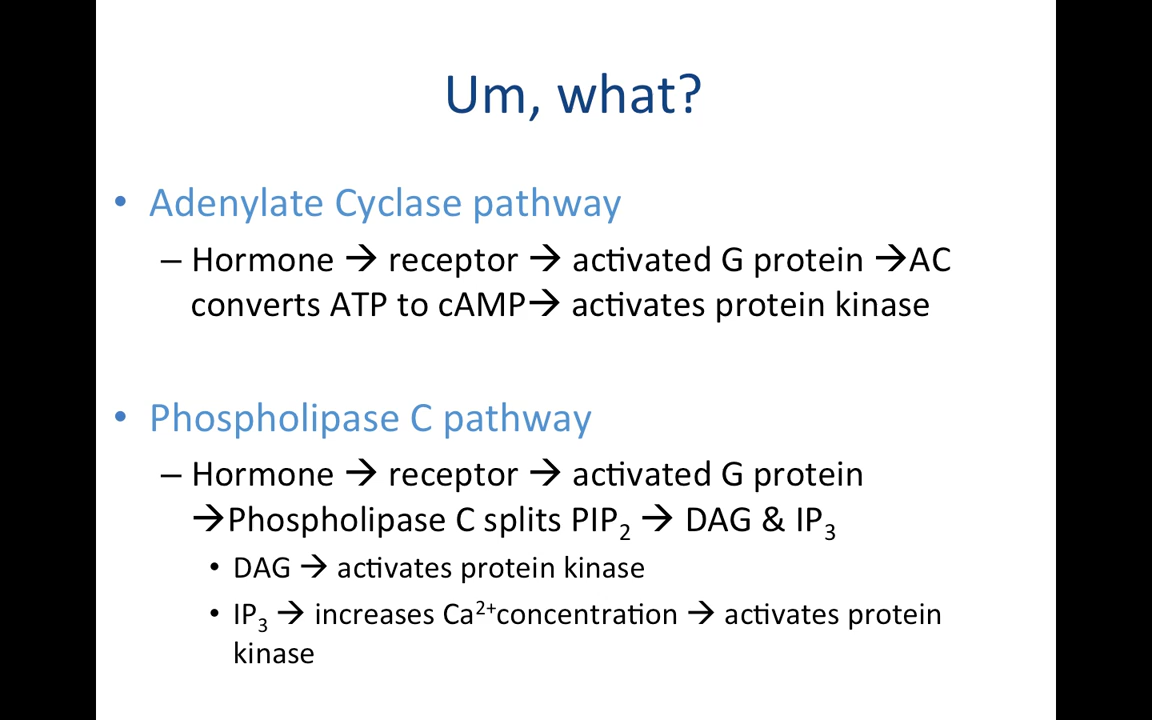 Um, what?
• Adenylate Cyclase pathway
– Hormone → receptor → activated G protein →AC
converts ATP to cAMP→ activates protein kinase
• Phospholipase C pathway
– Hormone → receptor → activated G protein
→Phospholipase C splits PIP₂ → DAG & IP₃
• DAG → activates protein kinase
• IP₃ → increases Ca²⁺concentration → activates protein
kinase